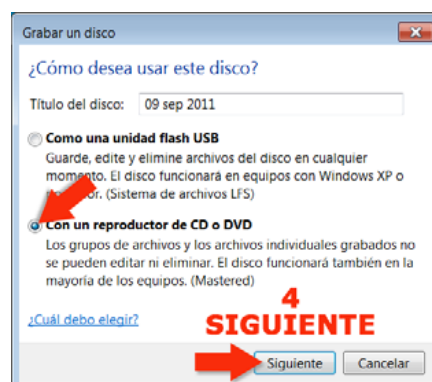 Grabar un disco
¿Cómo desea usar este disco?
Título del disco: 09 sep 2011
Como una unidad flash USB
Guarde, edite y elimine archivos del disco en cualquier
momento. El disco funcionará en equipos con Windows XP o
or. (Sistema de archivos LFS)
Con un reproductor de CD o DVD
Los grupos de archivos y los archivos individuales grabados no
se pueden editar ni eliminar. El disco funcionará también en la
mayoría de los equipos. (Mastered)
¿Cuál debo elegir?
4
SIGUIENTE
Siguiente Cancelar